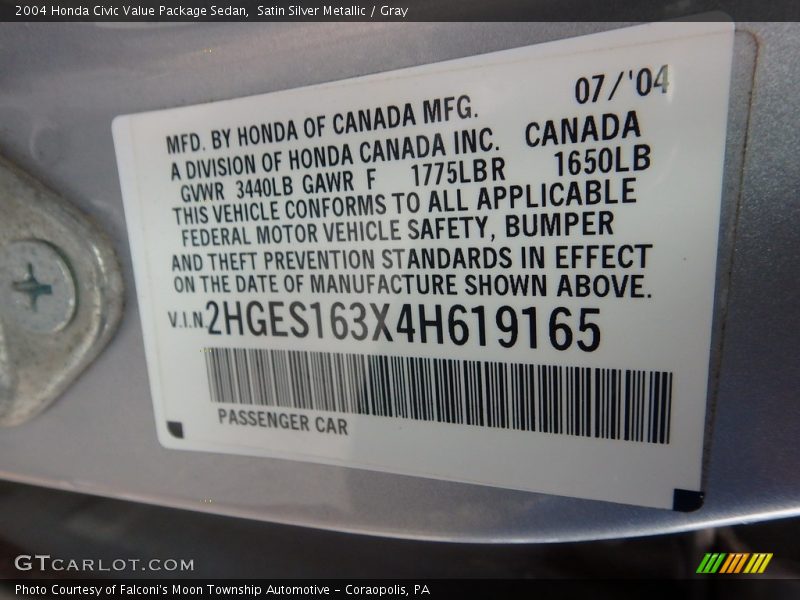 2004 Honda Civic Value Package Sedan,  Satin Silver Metallic / Gray
07/'04
MFD. BY HONDA OF CANADA MFG.
A DIVISION OF HONDA CANADA INC. CANADA
GVWR 3440LB GAWR F 1775LBR 1650LB
THIS VEHICLE CONFORMS TO ALL APPLICABLE
FEDERAL MOTOR VEHICLE SAFETY, BUMPER
AND THEFT PREVENTION STANDARDS IN EFFECT
ON THE DATE OF MANUFACTURE SHOWN ABOVE.
V.I.N. 2HGES163X4H619165
PASSENGER CAR
GTCARLOT.COM
Photo Courtesy of Falconi's Moon Township Automotive - Coraopolis, PA